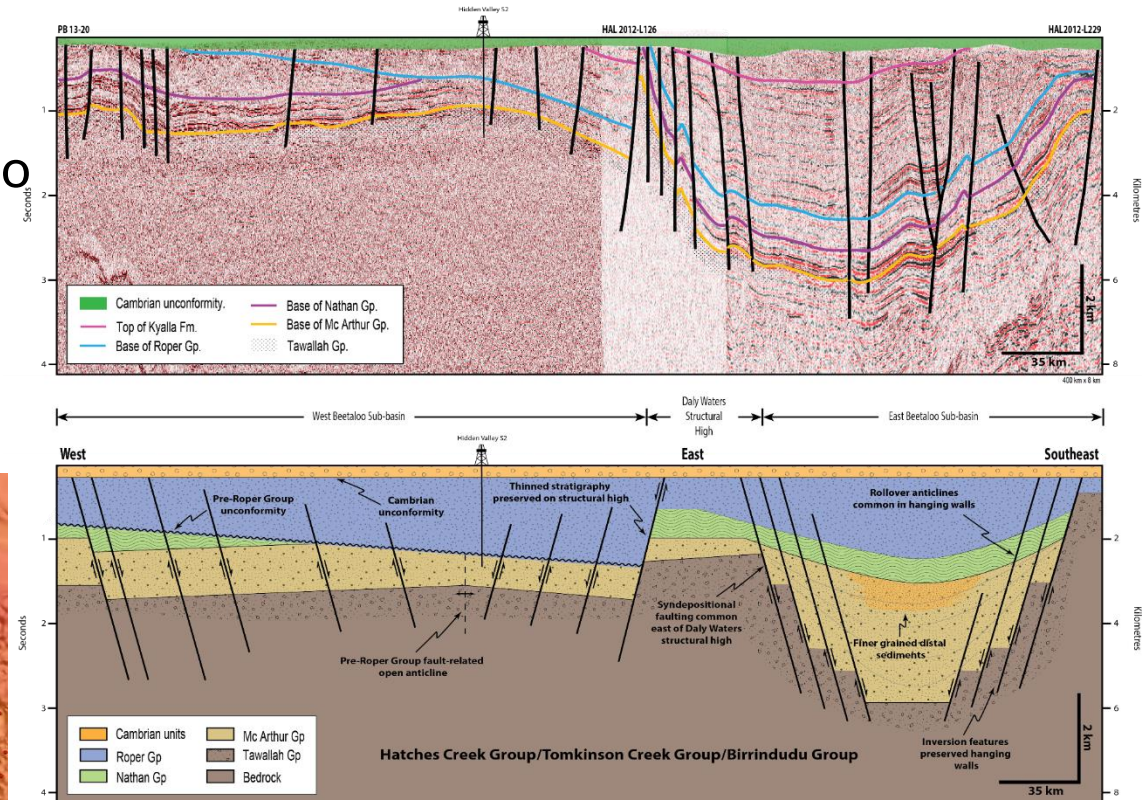 Hidden Valley S2
PB 13-20
HAL 2012-L126
HAL2012-L229
o
1
2
3
4
Seconds
2
4
6
8
Kilometres
Cambrian unconformity.
Top of Kyalla Fm.
Base of Roper Gp.
Base of Nathan Gp.
Base of Mc Arthur Gp.
Tawallah Gp.
2 km
35 km
400 km x 8 km
West Beetaloo Sub-basin
Daly Waters
Structural
High
East Beetaloo Sub-basin
Hidden Valley S2
West
East
Southeast
Pre-Roper Group
unconformity
Cambrian
unconformity
Thinned stratigraphy
preserved on structural high
Rollover anticlines
common in hanging walls
1
2
3
4
Seconds
2
4
6
8
Kilometres
Syndepositional
faulting common
east of Daly Waters
structural high
Finer grained distal
sediments
Pre-Roper Group fault-related
open anticline
Inversion features
preserved hanging
walls
Cambrian units
Roper Gp
Nathan Gp
Mc Arthur Gp
Tawallah Gp
Bedrock
Hatches Creek Group/Tomkinson Creek Group/Birrindudu Group
2 km
35 km